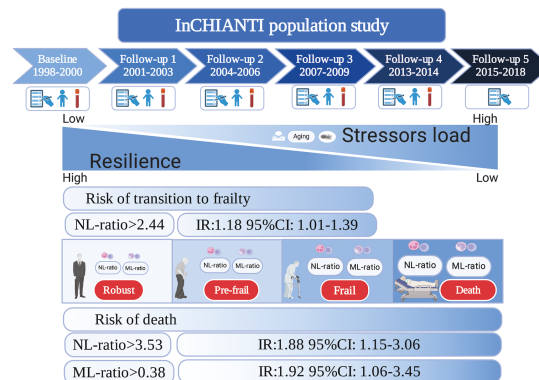 InCHIANTI population study
Baseline
1998-2000
Follow-up 1
2001-2003
Follow-up 2
2004-2006
Follow-up 3
2007-2009
Follow-up 4
2013-2014
Follow-up 5
2015-2018
Low
High
Aging
Stressors load
Resilience
High
Low
Risk of transition to frailty
NL-ratio>2.44
IR:1.18 95%CI: 1.01-1.39
NL-ratio
ML-ratio
Robust
NL-ratio
ML-ratio
Pre-frail
NL-ratio
ML-ratio
Frail
NL-ratio
ML-ratio
Death
Risk of death
NL-ratio>3.53
IR:1.88 95%CI: 1.15-3.06
ML-ratio>0.38
IR:1.92 95%CI: 1.06-3.45